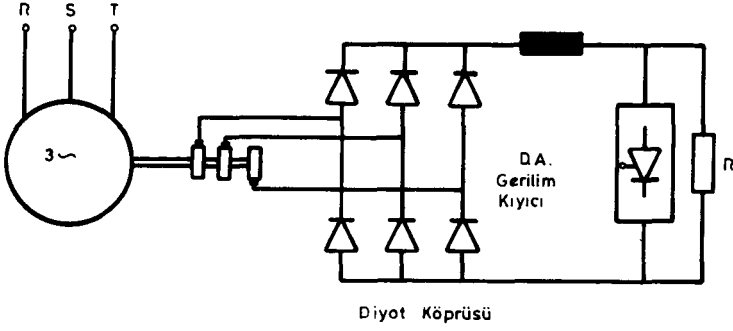 R S T
3~
D.A.
Gerilim
Kıyıcı
R
Diyot Köprüsü